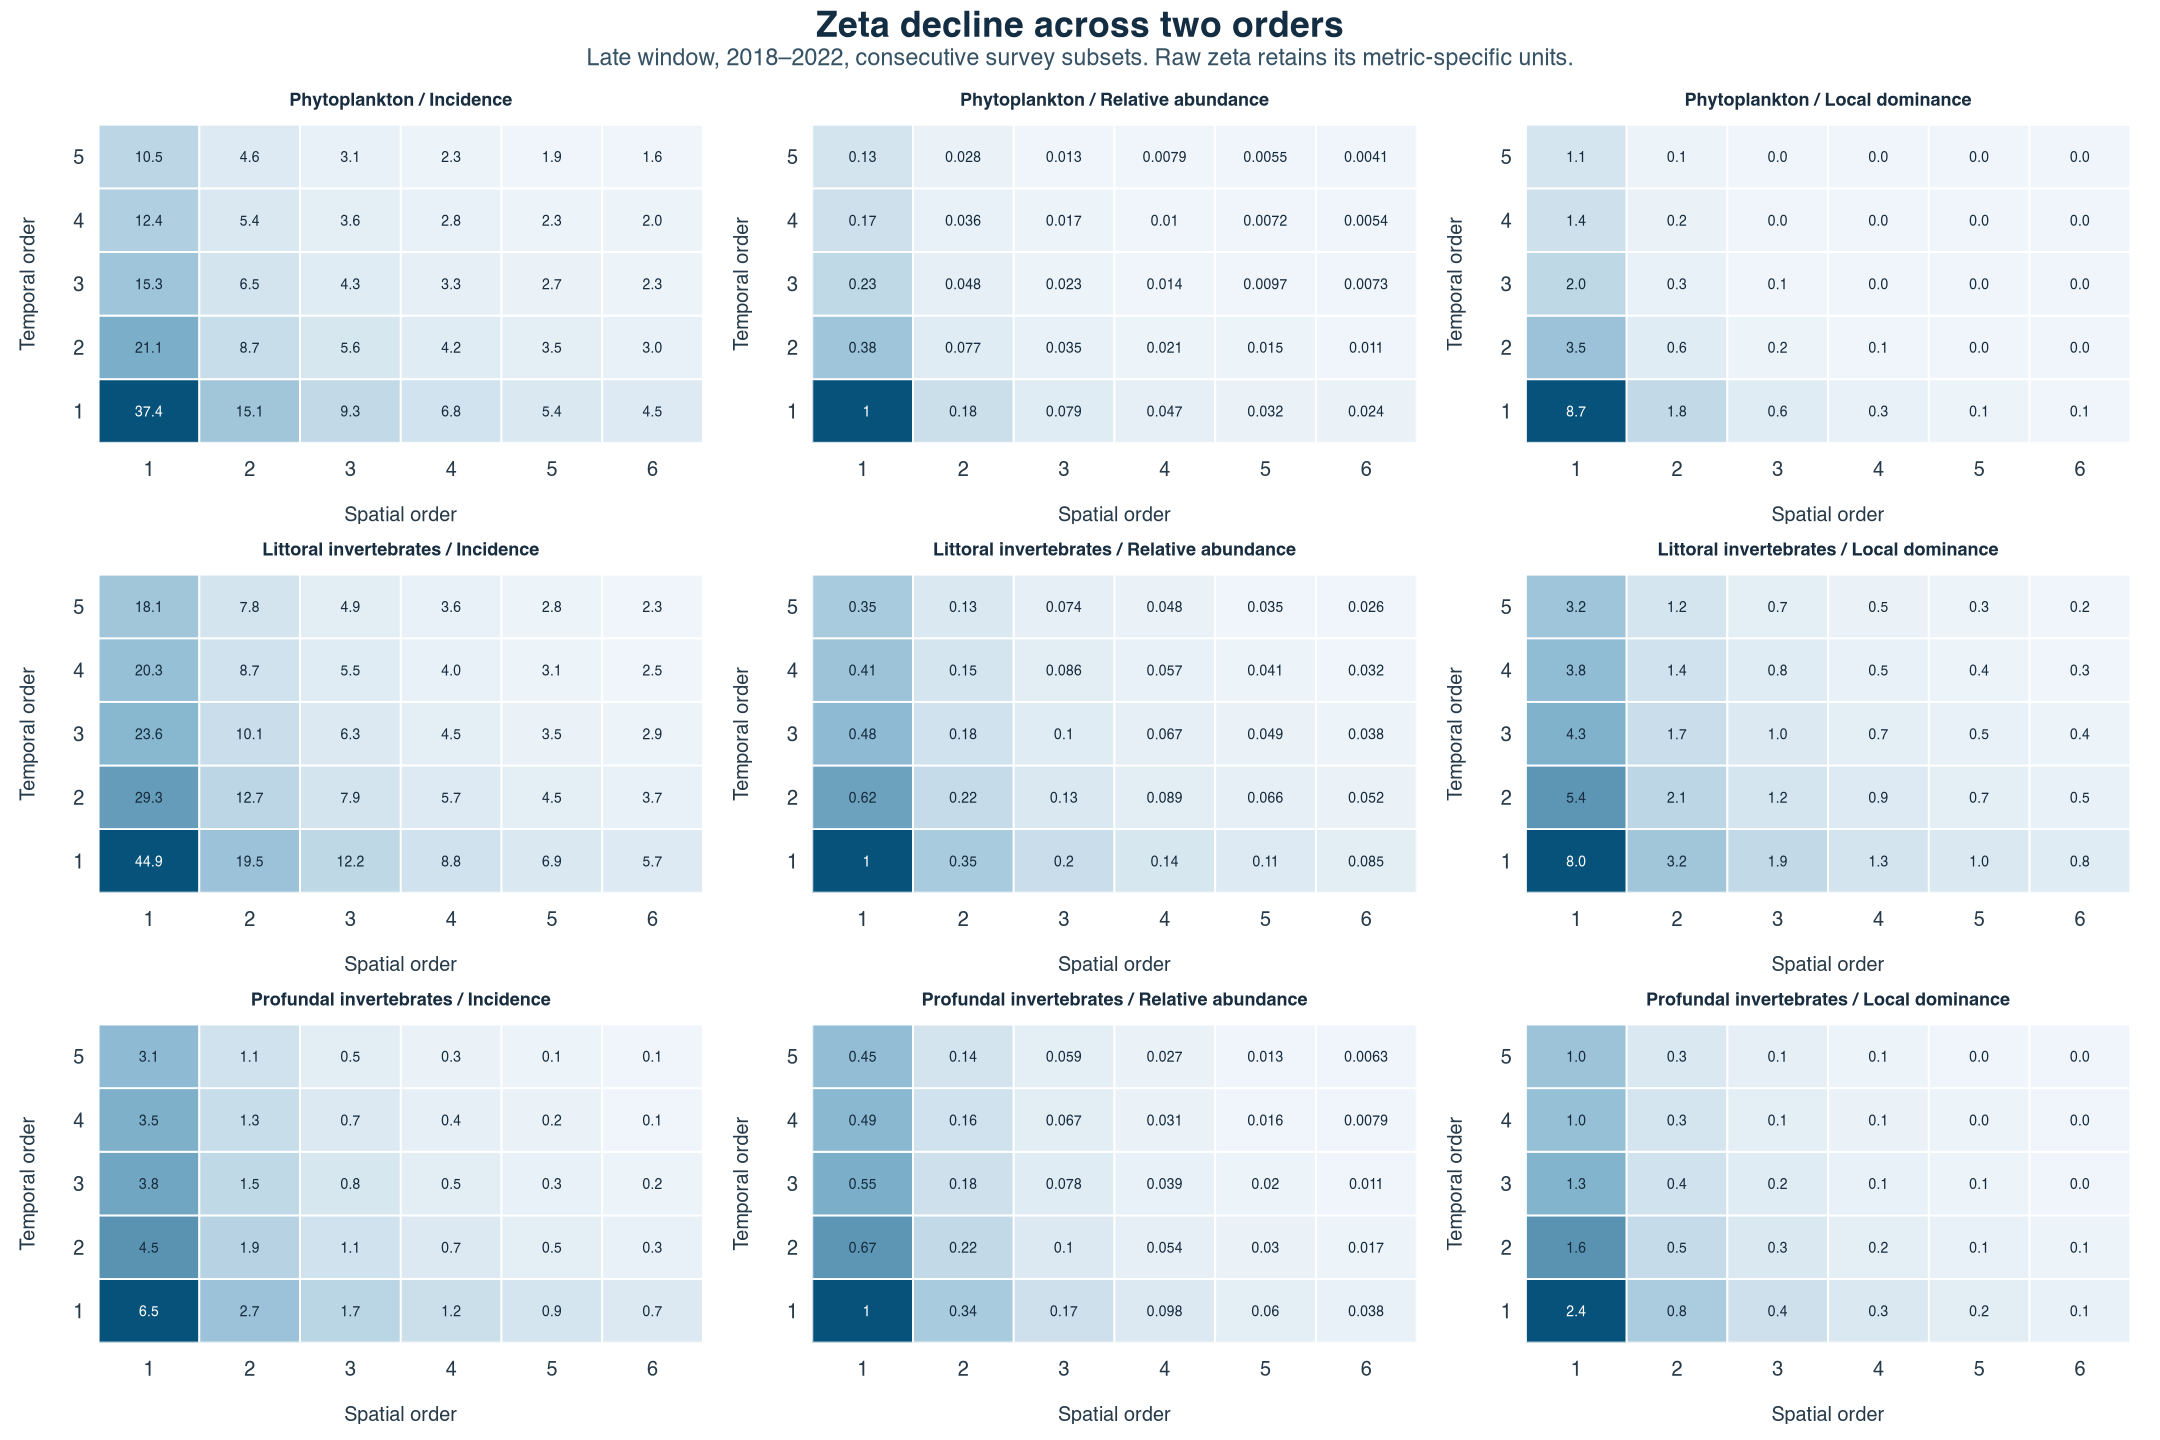 Zeta decline across two orders
Late window, 2018–2022, consecutive survey subsets. Raw zeta retains its metric-specific units.
Phytoplankton / Incidence
Temporal order
5 10.5 4.6 3.1 2.3 1.9 1.6
4 12.4 5.4 3.6 2.8 2.3 2.0
3 15.3 6.5 4.3 3.3 2.7 2.3
2 21.1 8.7 5.6 4.2 3.5 3.0
1 37.4 15.1 9.3 6.8 5.4 4.5
1 2 3 4 5 6
Spatial order
Phytoplankton / Relative abundance
Temporal order
5 0.13 0.028 0.013 0.0079 0.0055 0.0041
4 0.17 0.036 0.017 0.01 0.0072 0.0054
3 0.23 0.048 0.023 0.014 0.0097 0.0073
2 0.38 0.077 0.035 0.021 0.015 0.011
1 1 0.18 0.079 0.047 0.032 0.024
1 2 3 4 5 6
Spatial order
Phytoplankton / Local dominance
Temporal order
5 1.1 0.1 0.0 0.0 0.0 0.0
4 1.4 0.2 0.0 0.0 0.0 0.0
3 2.0 0.3 0.1 0.0 0.0 0.0
2 3.5 0.6 0.2 0.1 0.0 0.0
1 8.7 1.8 0.6 0.3 0.1 0.1
1 2 3 4 5 6
Spatial order
Littoral invertebrates / Incidence
Temporal order
5 18.1 7.8 4.9 3.6 2.8 2.3
4 20.3 8.7 5.5 4.0 3.1 2.5
3 23.6 10.1 6.3 4.5 3.5 2.9
2 29.3 12.7 7.9 5.7 4.5 3.7
1 44.9 19.5 12.2 8.8 6.9 5.7
1 2 3 4 5 6
Spatial order
Littoral invertebrates / Relative abundance
Temporal order
5 0.35 0.13 0.074 0.048 0.035 0.026
4 0.41 0.15 0.086 0.057 0.041 0.032
3 0.48 0.18 0.1 0.067 0.049 0.038
2 0.62 0.22 0.13 0.089 0.066 0.052
1 1 0.35 0.2 0.14 0.11 0.085
1 2 3 4 5 6
Spatial order
Littoral invertebrates / Local dominance
Temporal order
5 3.2 1.2 0.7 0.5 0.3 0.2
4 3.8 1.4 0.8 0.5 0.4 0.3
3 4.3 1.7 1.0 0.7 0.5 0.4
2 5.4 2.1 1.2 0.9 0.7 0.5
1 8.0 3.2 1.9 1.3 1.0 0.8
1 2 3 4 5 6
Spatial order
Profundal invertebrates / Incidence
Temporal order
5 3.1 1.1 0.5 0.3 0.1 0.1
4 3.5 1.3 0.7 0.4 0.2 0.1
3 3.8 1.5 0.8 0.5 0.3 0.2
2 4.5 1.9 1.1 0.7 0.5 0.3
1 6.5 2.7 1.7 1.2 0.9 0.7
1 2 3 4 5 6
Spatial order
Profundal invertebrates / Relative abundance
Temporal order
5 0.45 0.14 0.059 0.027 0.013 0.0063
4 0.49 0.16 0.067 0.031 0.016 0.0079
3 0.55 0.18 0.078 0.039 0.02 0.011
2 0.67 0.22 0.1 0.054 0.03 0.017
1 1 0.34 0.17 0.098 0.06 0.038
1 2 3 4 5 6
Spatial order
Profundal invertebrates / Local dominance
Temporal order
5 1.0 0.3 0.1 0.1 0.0 0.0
4 1.0 0.3 0.1 0.1 0.0 0.0
3 1.3 0.4 0.2 0.1 0.1 0.0
2 1.6 0.5 0.3 0.2 0.1 0.1
1 2.4 0.8 0.4 0.3 0.2 0.1
1 2 3 4 5 6
Spatial order